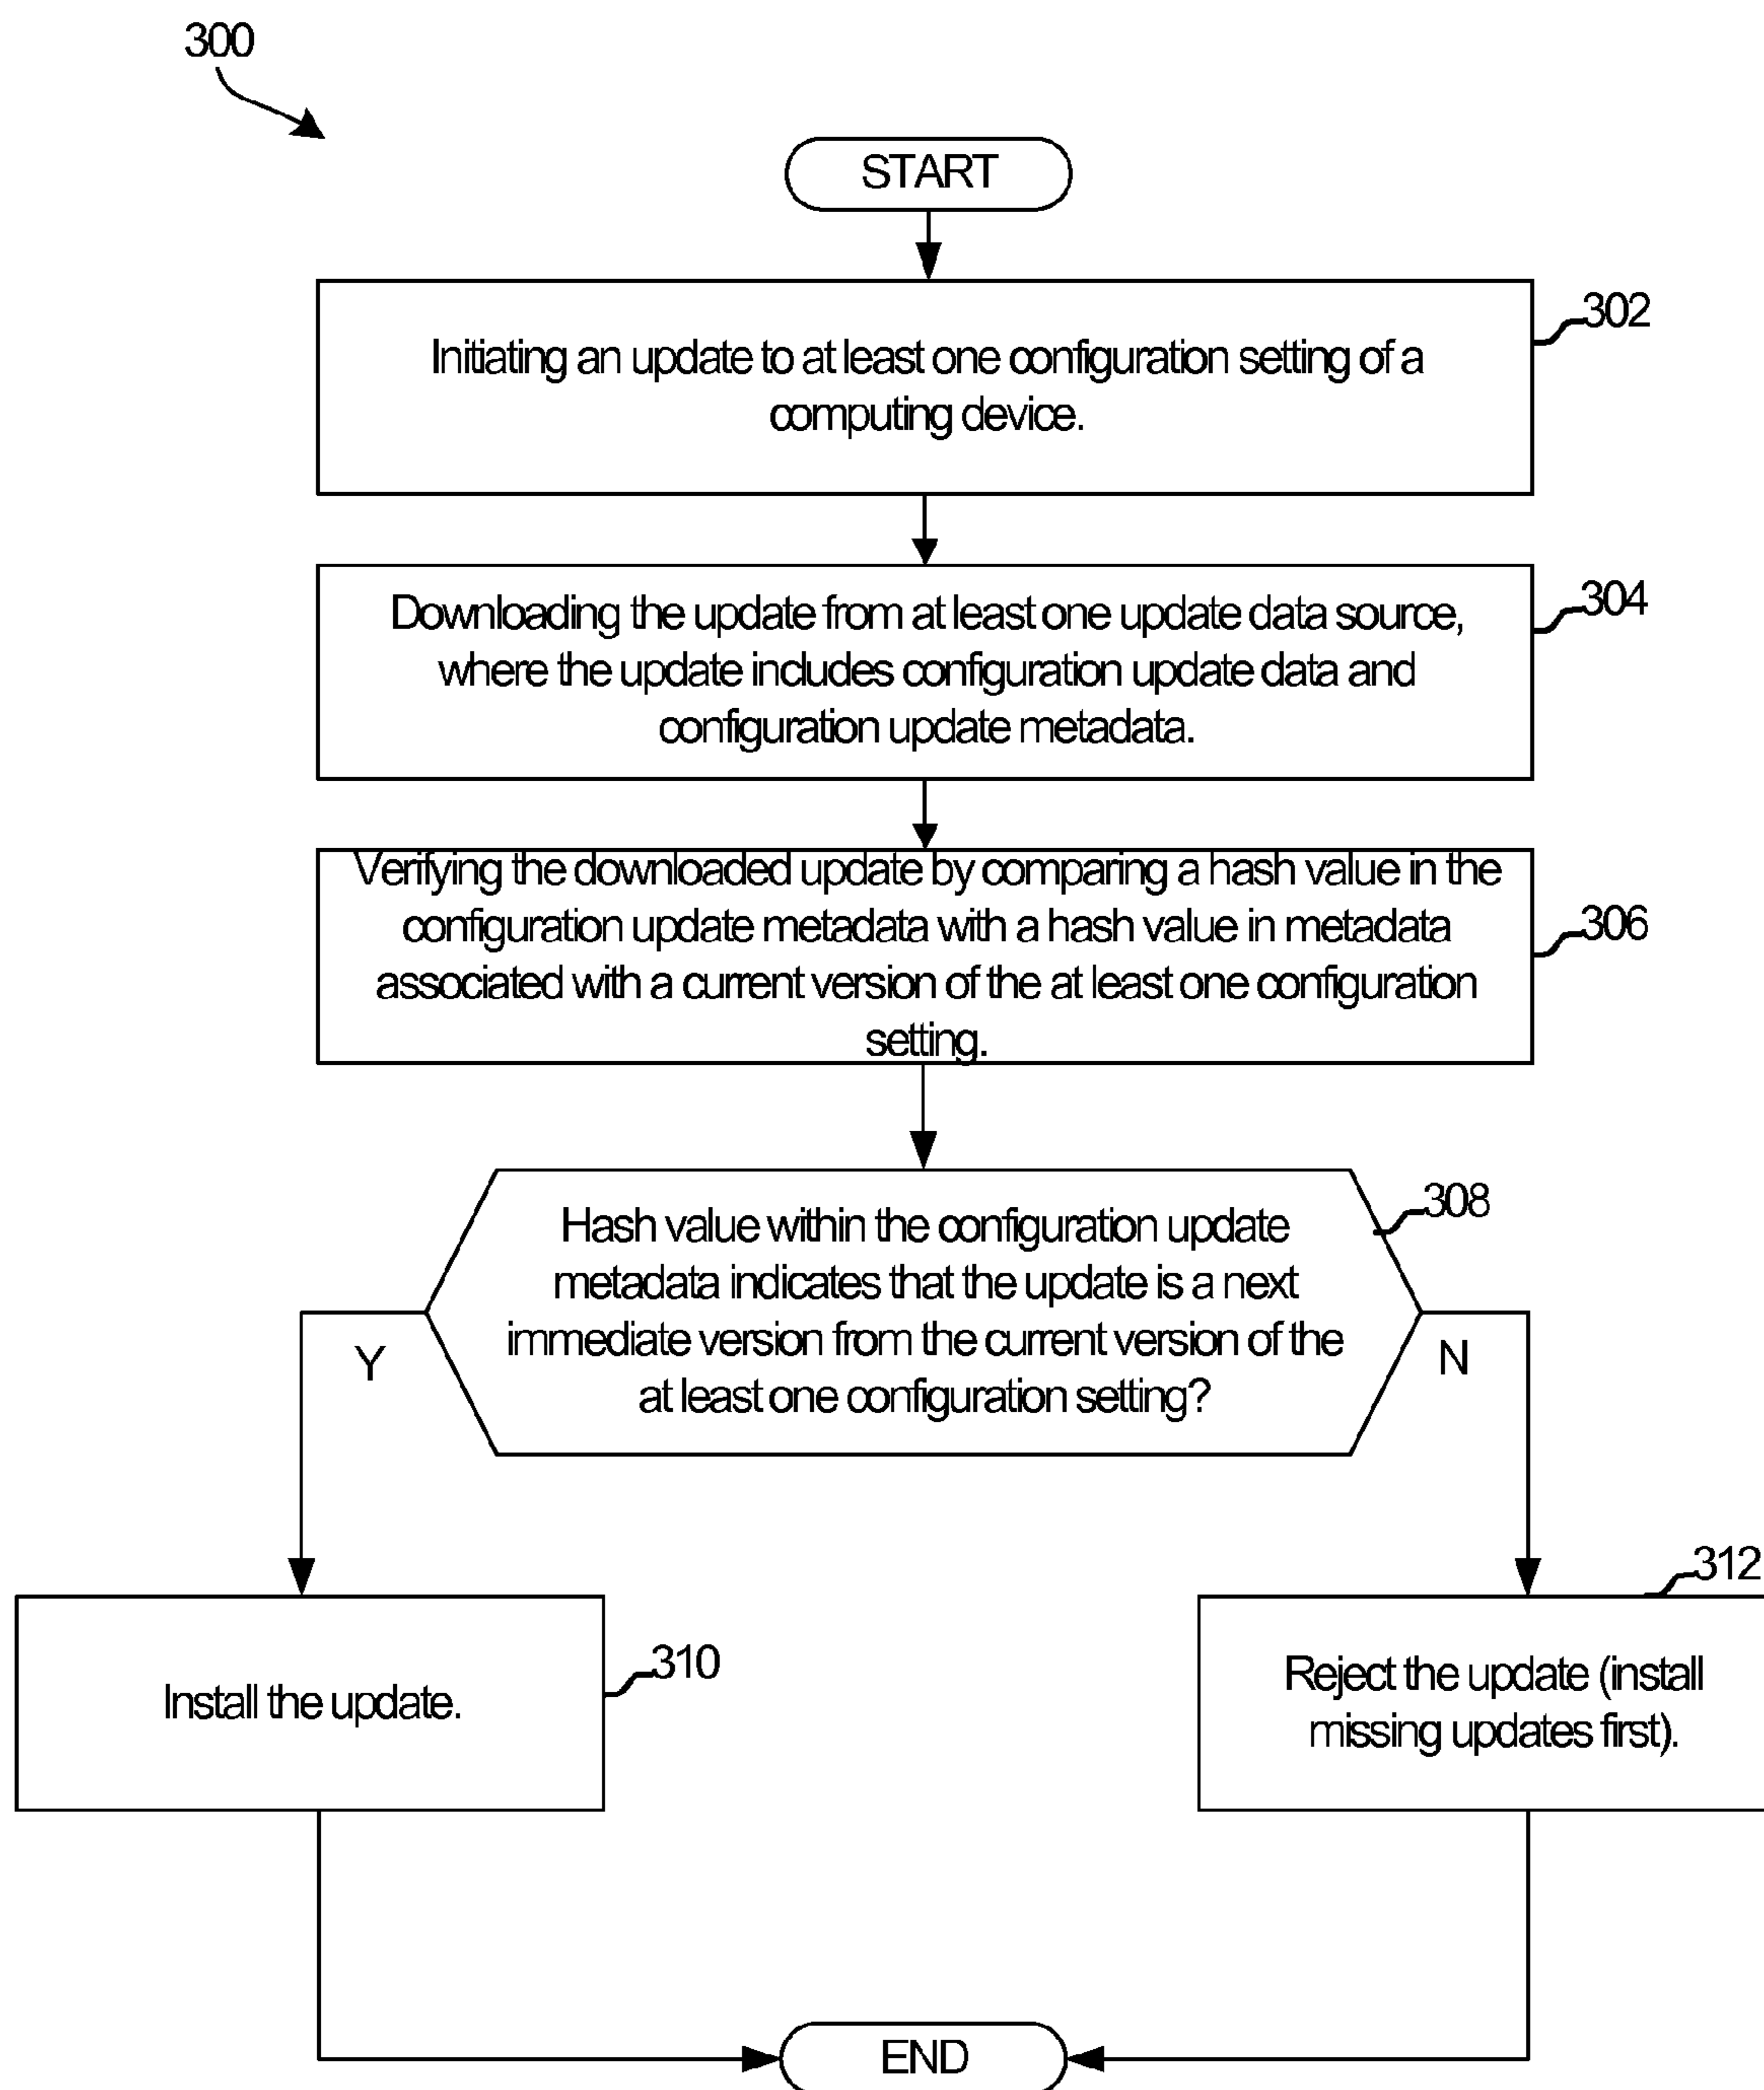 300
START
302
Initiating an update to at least one configuration setting of a
computing device.
304
Downloading the update from at least one update data source,
where the update includes configuration update data and
configuration update metadata.
Verifying the downloaded update by comparing a hash value in the
configuration update metadata with a hash value in metadata
306
associated with a current version of the at least one configuration
setting.
308
Hash value within the configuration update
metadata indicates that the update is a next
immediate version from the current version of the
at least one configuration setting?
Y
N
310
Install the update.
312
Reject the update (install
missing updates first).
END